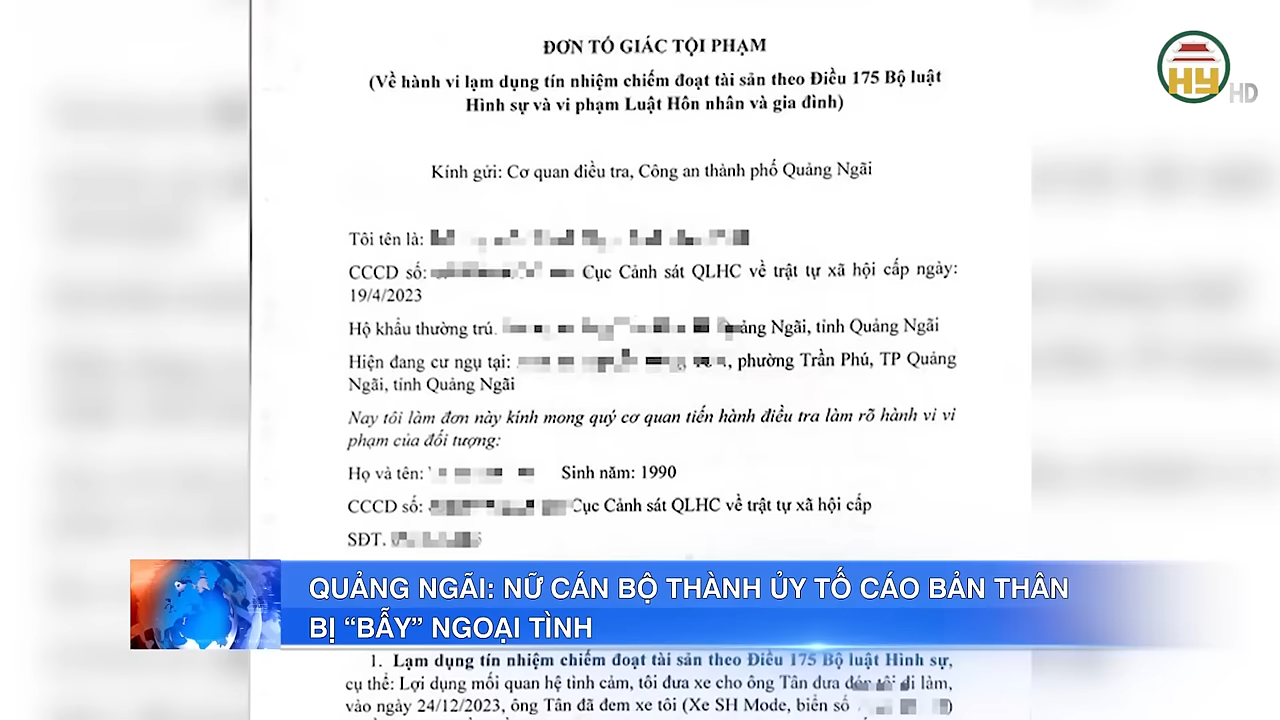 HY HD
ĐƠN TỐ GIÁC TỘI PHẠM
(Về hành vi lạm dụng tín nhiệm chiếm đoạt tài sản theo Điều 175 Bộ luật
Hình sự và vi phạm Luật Hôn nhân và gia đình)
Kính gửi: Cơ quan điều tra, Công an thành phố Quảng Ngãi
Tôi tên là:
CCCD số: Cục Cảnh sát QLHC về trật tự xã hội cấp ngày:
19/4/2023
Hộ khẩu thường trú. Ngãi, tỉnh Quảng Ngãi
Hiện đang cư ngụ tại: , phường Trần Phú, TP Quảng
Ngãi, tỉnh Quảng Ngãi
Nay tôi làm đơn này kính mong quý cơ quan tiến hành điều tra làm rõ hành vi vi
phạm của đối tượng:
Họ và tên: Sinh năm: 1990
CCCD số: Cục Cảnh sát QLHC về trật tự xã hội cấp
SĐT.
QUẢNG NGÃI: NỮ CÁN BỘ THÀNH ỦY TỐ CÁO BẢN THÂN
BỊ “BẪY” NGOẠI TÌNH
1. Lạm dụng tín nhiệm chiếm đoạt tài sản theo Điều 175 Bộ luật Hình sự,
cụ thể: Lợi dụng mối quan hệ tình cảm, tôi đưa xe cho ông Tân đưa đi làm,
vào ngày 24/12/2023, ông Tân đã đem xe tôi (Xe SH Mode, biển số )